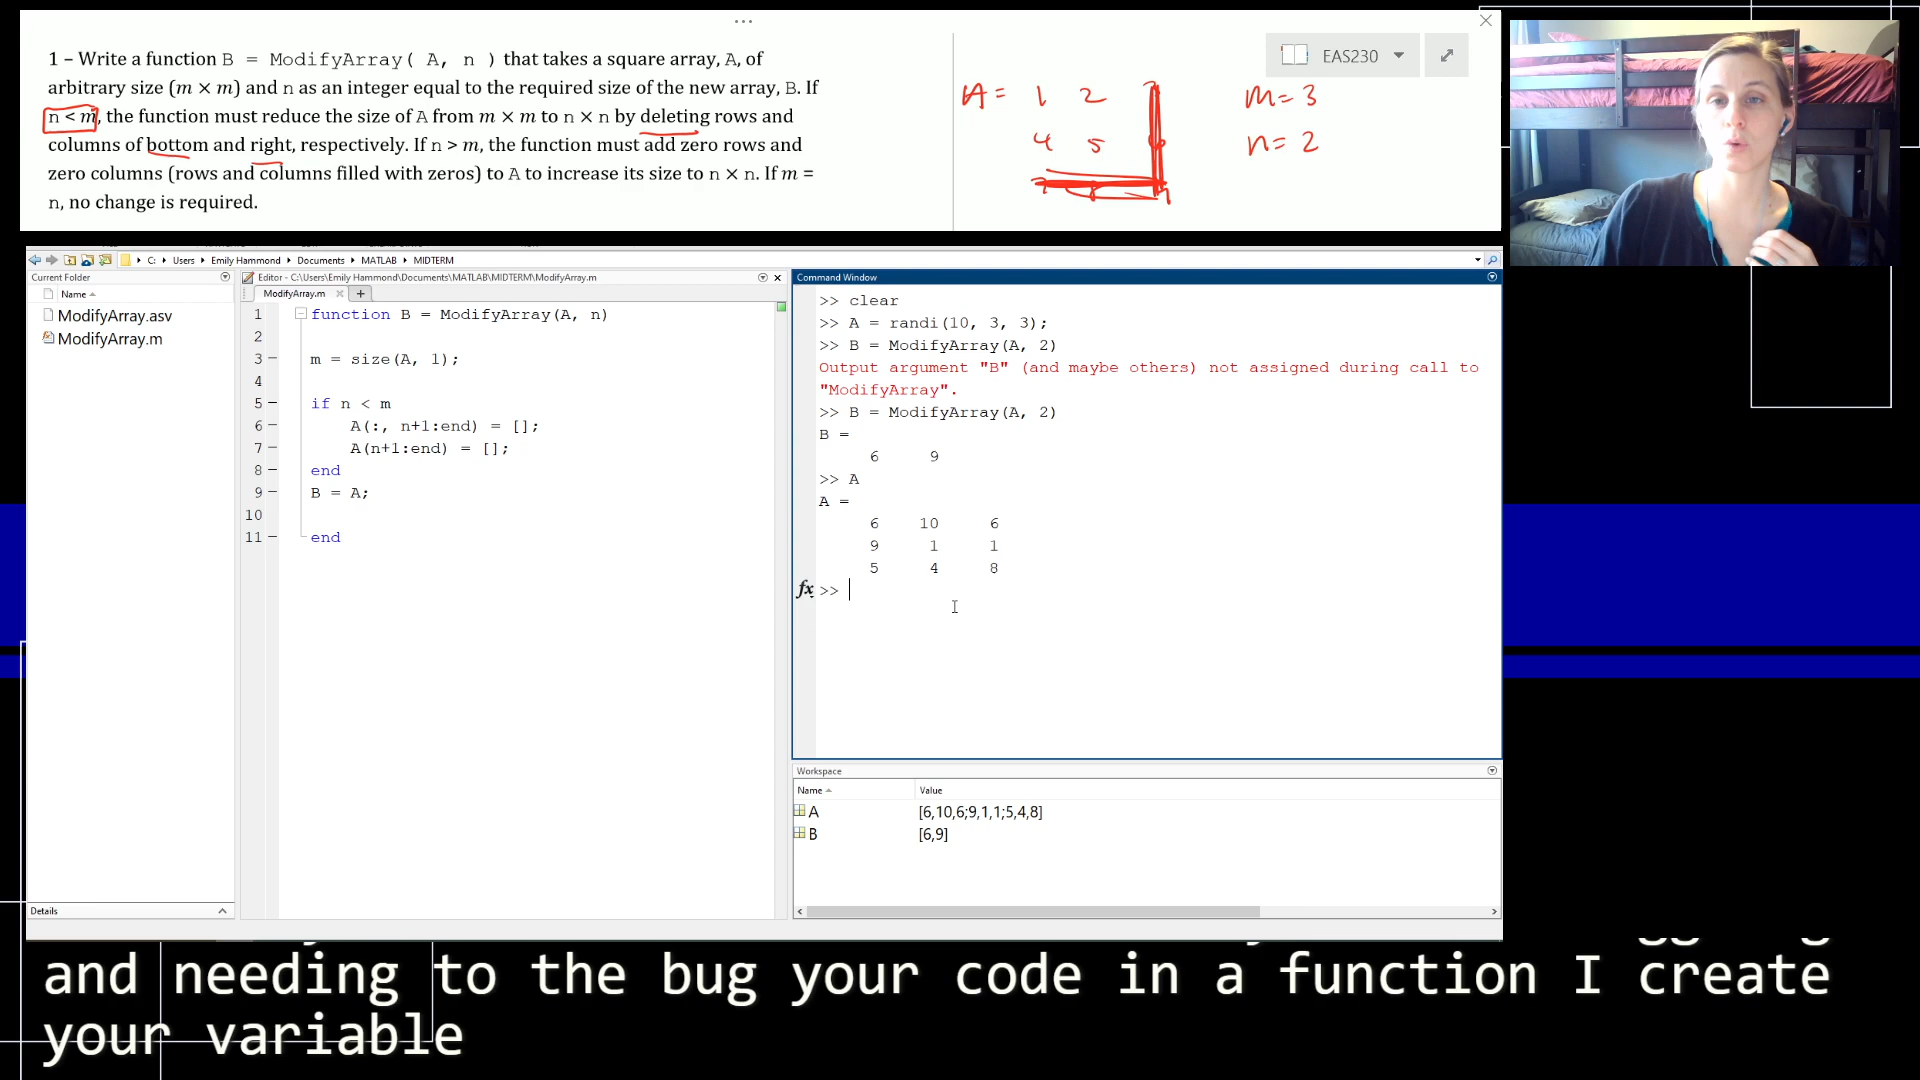 1 – Write a function B = ModifyArray( A, n ) that takes a square array, A, of
arbitrary size (m × m) and n as an integer equal to the required size of the new array, B. If
n < m, the function must reduce the size of A from m × m to n × n by deleting rows and
columns of bottom and right, respectively. If n > m, the function must add zero rows and
zero columns (rows and columns filled with zeros) to A to increase its size to n × n. If m =
n, no change is required.
A = 1 2
4 5
m = 3
n = 2
EAS230
C: Users Emily Hammond Documents MATLAB MIDTERM
Current Folder
Name
ModifyArray.asv
ModifyArray.m
Details
Editor - C:\Users\Emily Hammond\Documents\MATLAB\MIDTERM\ModifyArray.m
ModifyArray.m
1 function B = ModifyArray(A, n)
2
3 m = size(A, 1);
4
5 if n < m
6 A(:, n+1:end) = [];
7 A(n+1:end) = [];
8 end
9 B = A;
10
11 end
Command Window
>> clear
>> A = randi(10, 3, 3);
>> B = ModifyArray(A, 2)
Output argument "B" (and maybe others) not assigned during call to
"ModifyArray".
>> B = ModifyArray(A, 2)
B =
6 9
>> A
A =
6 10 6
9 1 1
5 4 8
fx >>
Workspace
Name Value
A [6,10,6;9,1,1;5,4,8]
B [6,9]
and needing to the bug your code in a function I create
your variable